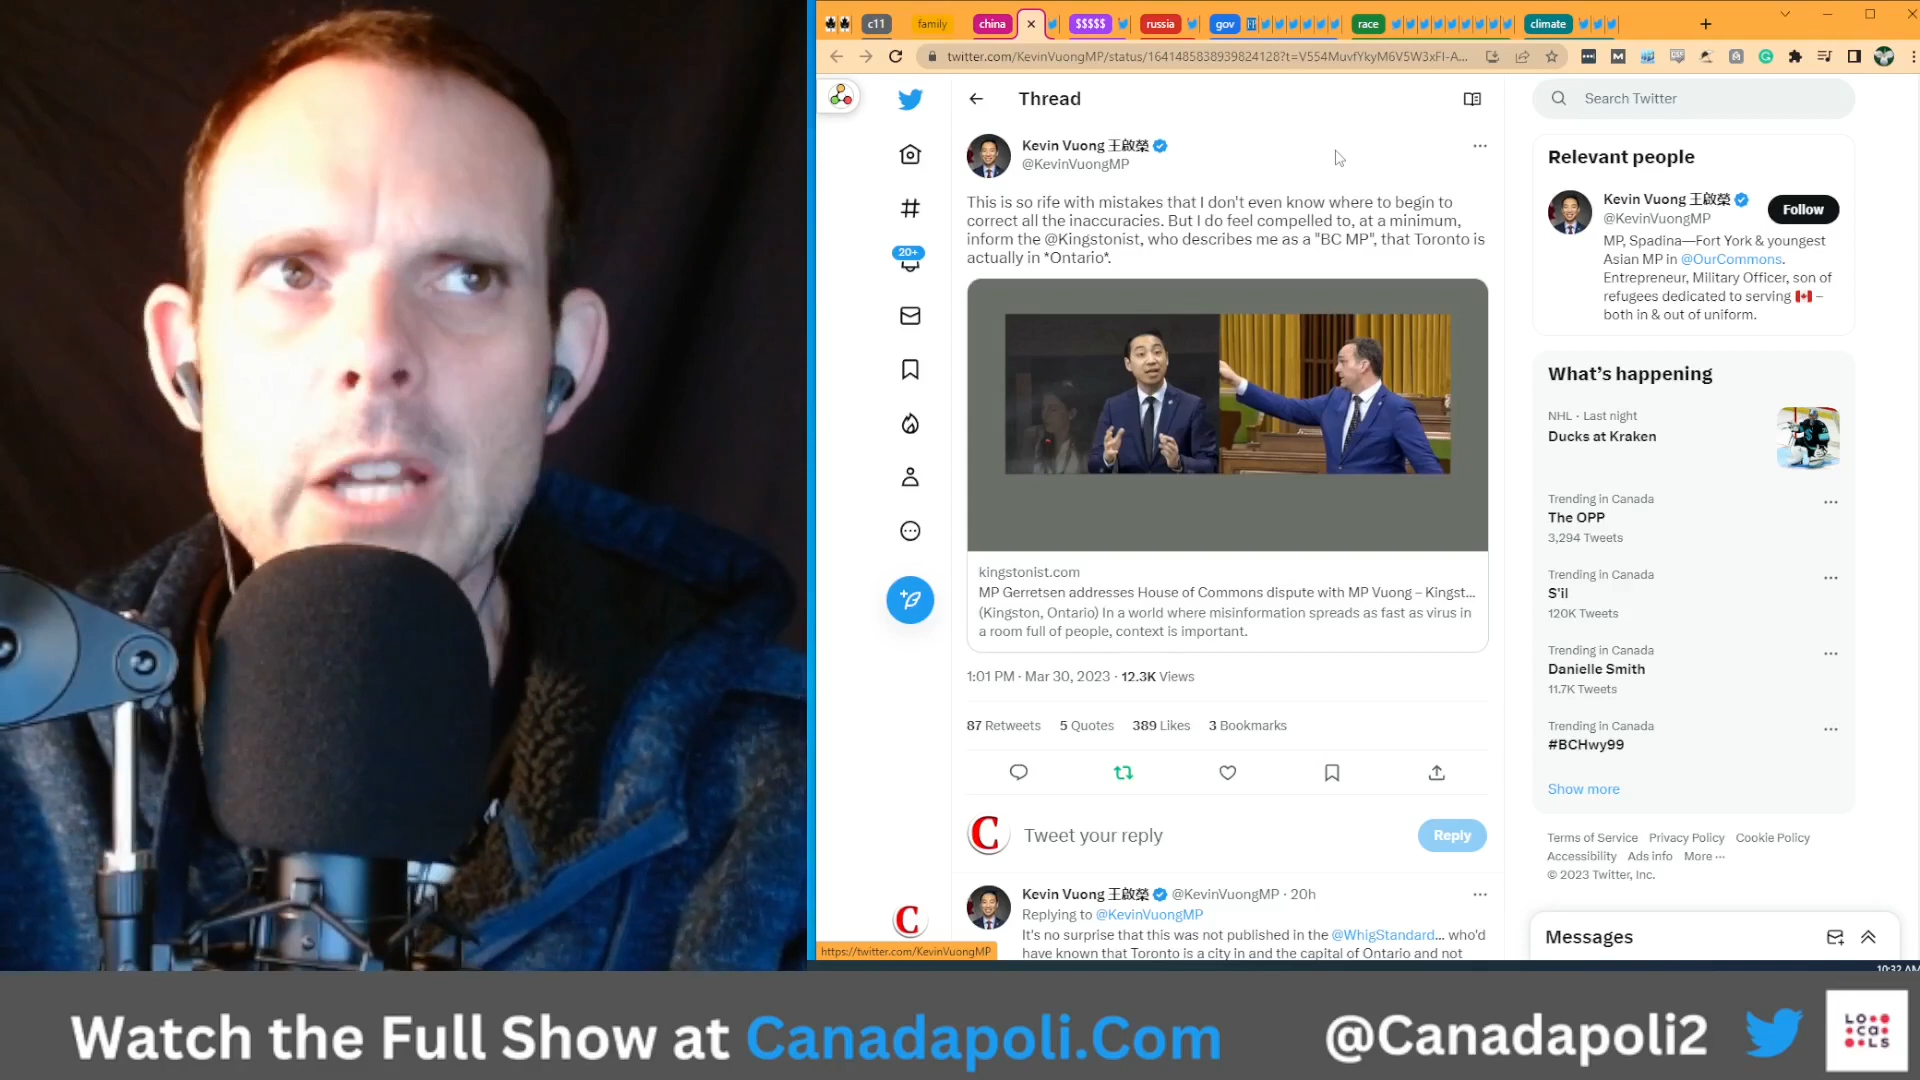 c11
family
china
$$$$$
russia
gov
race
climate
twitter.com/KevinVuongMP/status/1641485838939824128?t=V554MuvfYkyM6V5W3xFI-A...
Thread
Search Twitter
Kevin Vuong 王啟榮
@KevinVuongMP
This is so rife with mistakes that I don't even know where to begin to
correct all the inaccuracies. But I do feel compelled to, at a minimum,
inform the @Kingstonist, who describes me as a "BC MP", that Toronto is
actually in *Ontario*.
kingstonist.com
MP Gerretsen addresses House of Commons dispute with MP Vuong – Kingst...
(Kingston, Ontario) In a world where misinformation spreads as fast as virus in
a room full of people, context is important.
1:01 PM · Mar 30, 2023 · 12.3K Views
87 Retweets 5 Quotes 389 Likes 3 Bookmarks
C
Tweet your reply
Reply
Kevin Vuong 王啟榮 @KevinVuongMP · 20h
Replying to @KevinVuongMP
It's no surprise that this was not published in the @WhigStandard... who'd
have known that Toronto is a city in and the capital of Ontario and not
20+
C
https://twitter.com/KevinVuongMP
Relevant people
Kevin Vuong 王啟榮
@KevinVuongMP
Follow
MP, Spadina—Fort York & youngest
Asian MP in @OurCommons.
Entrepreneur, Military Officer, son of
refugees dedicated to serving 🇨🇦 –
both in & out of uniform.
What's happening
NHL · Last night
Ducks at Kraken
Trending in Canada
The OPP
3,294 Tweets
Trending in Canada
S'il
120K Tweets
Trending in Canada
Danielle Smith
11.7K Tweets
Trending in Canada
#BCHwy99
Show more
Terms of Service Privacy Policy Cookie Policy
Accessibility Ads info More ···
© 2023 Twitter, Inc.
Messages
10:32 AM
Watch the Full Show at Canadapoli.Com
@Canadapoli2
LO
ca
LS